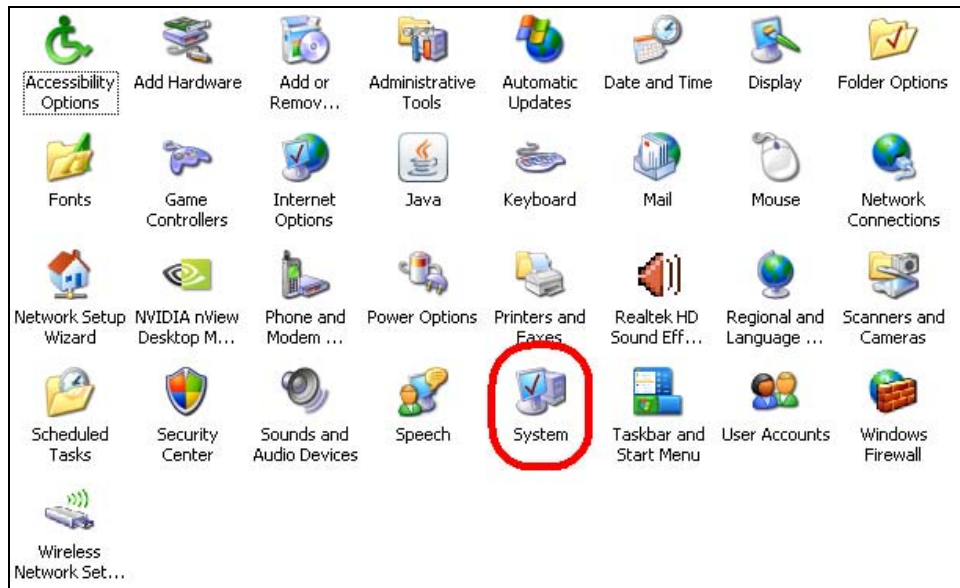 Accessibility Options
Add Hardware
Add or Remov...
Administrative Tools
Automatic Updates
Date and Time
Display
Folder Options
Fonts
Game Controllers
Internet Options
Java
Keyboard
Mail
Mouse
Network Connections
Network Setup Wizard
NVIDIA nView Desktop M...
Phone and Modem ...
Power Options
Printers and Faxes
Realtek HD Sound Eff...
Regional and Language ...
Scanners and Cameras
Scheduled Tasks
Security Center
Sounds and Audio Devices
Speech
System
Taskbar and Start Menu
User Accounts
Windows Firewall
Wireless Network Set...